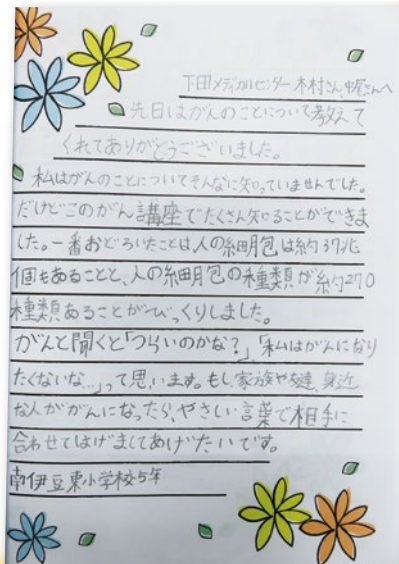 下田メディカルセンター 木村さん、中尾さんへ
先日はがんのことについて教えて
くれてありがとうございました。
私はがんのことについてそんなに知っていませんでした。
だけどこのがん講座でたくさん知ることができま
した。一番おどろいたことは、人の細胞は約37兆
個もあることと、人の細胞の種類が約270
種類あることがびっくりしました。
がんと聞くと「つらいのかな?」「私はがんになり
たくないな…」って思います。もし、家族や友達、身近
な人ががんになったら、やさしい言葉で相手に
合わせてはげましてあげたいです。
南伊豆東小学校5年